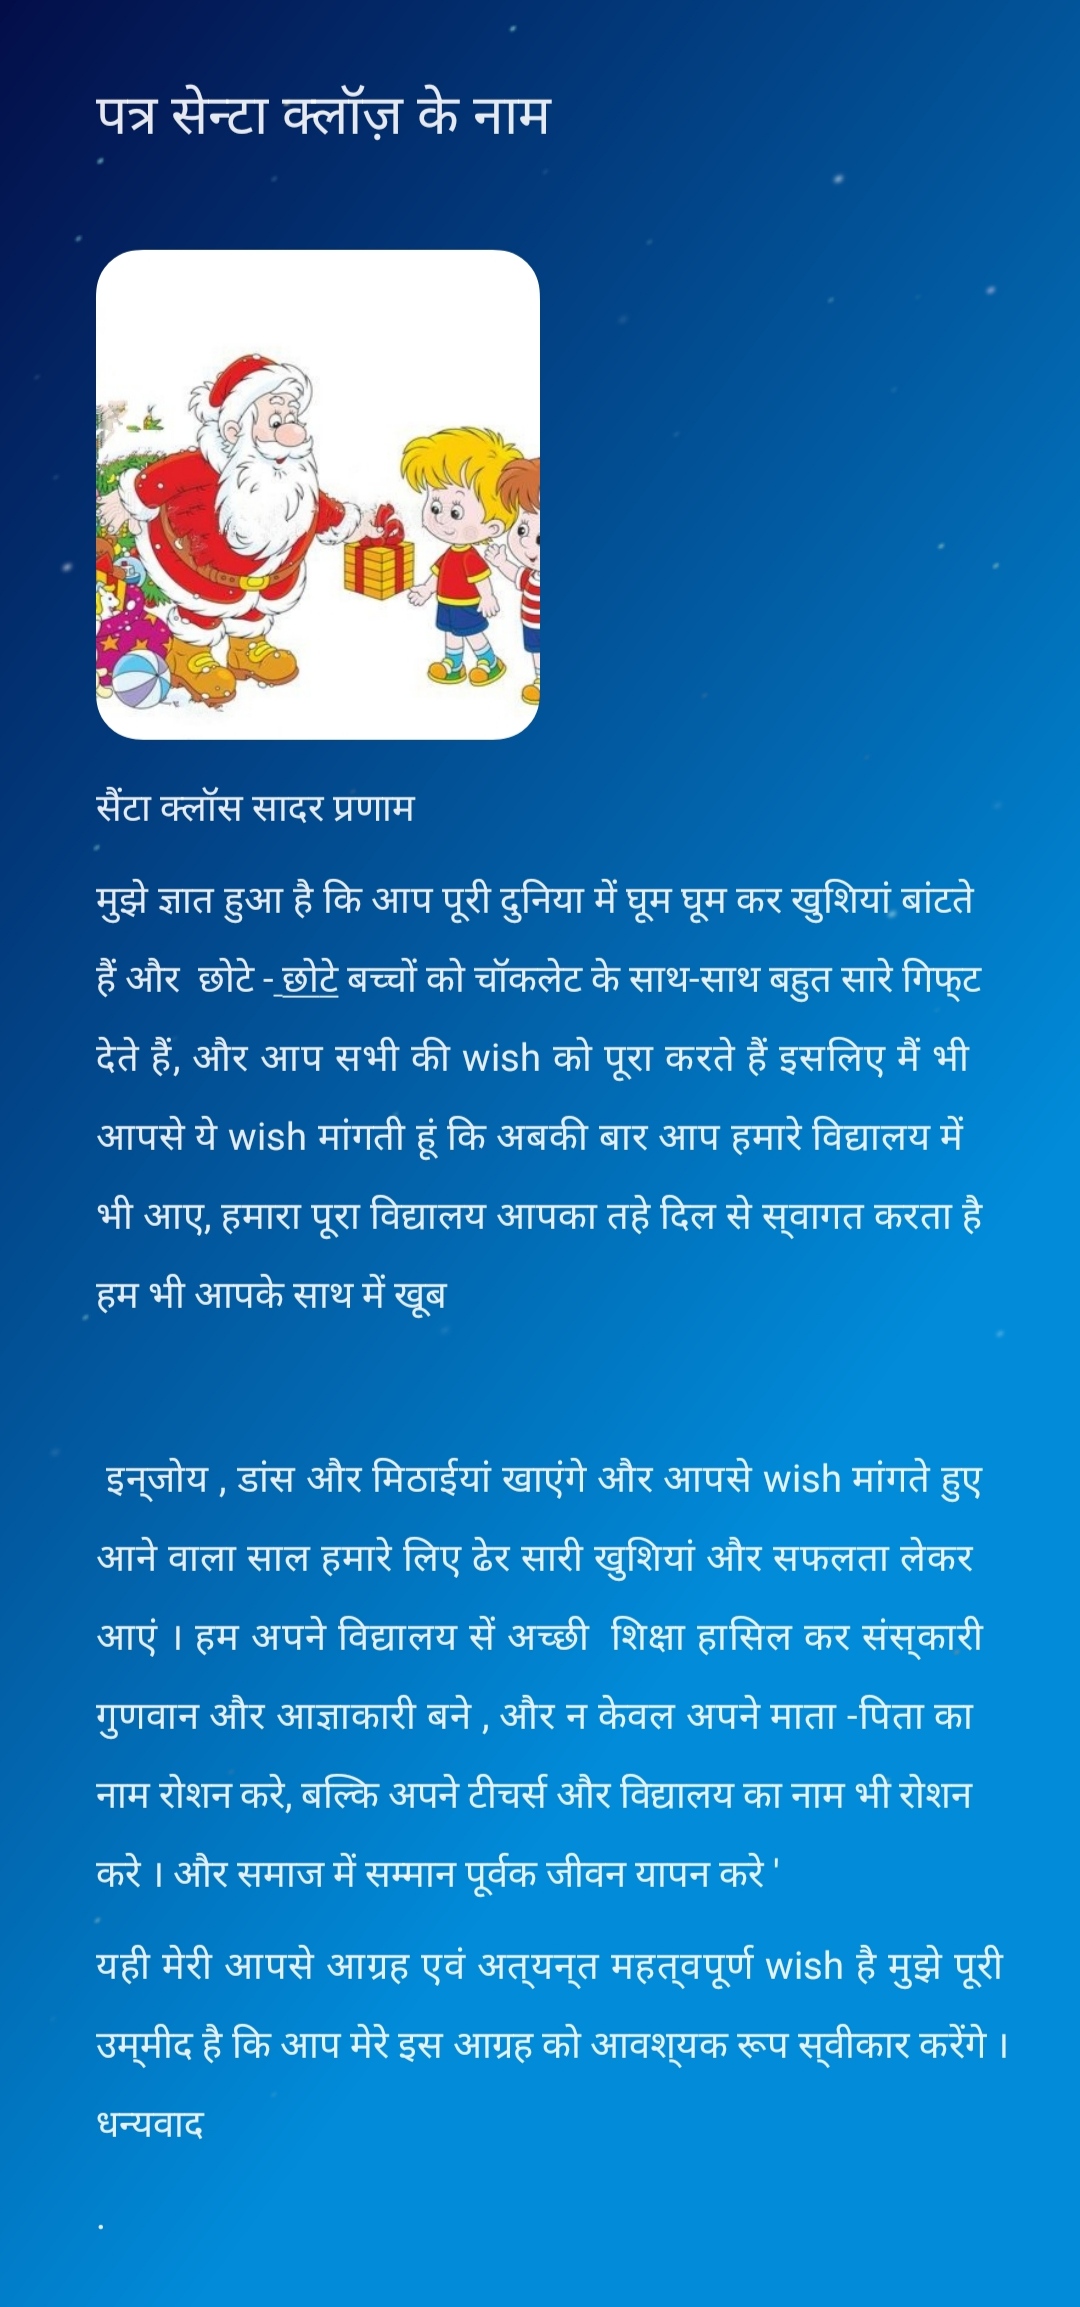 पत्र सेन्टा क्लॉज़ के नाम
सैंटा क्लॉस सादर प्रणाम
मुझे ज्ञात हुआ है कि आप पूरी दुनिया में घूम घूम कर खुशियां बांटते
हैं और  छोटे - छोटे बच्चों को चॉकलेट के साथ-साथ बहुत सारे गिफ्ट
देते हैं, और आप सभी की wish को पूरा करते हैं इसलिए मैं भी
आपसे ये wish मांगती हूं कि अबकी बार आप हमारे विद्यालय में
भी आए, हमारा पूरा विद्यालय आपका तहे दिल से स्वागत करता है
हम भी आपके साथ में खूब
इन्जोय , डांस और मिठाईयां खाएंगे और आपसे wish मांगते हुए
आने वाला साल हमारे लिए ढेर सारी खुशियां और सफलता लेकर
आएं । हम अपने विद्यालय सें अच्छी  शिक्षा हासिल कर संस्कारी
गुणवान और आज्ञाकारी बने , और न केवल अपने माता -पिता का
नाम रोशन करे, बल्कि अपने टीचर्स और विद्यालय का नाम भी रोशन
करे । और समाज में सम्मान पूर्वक जीवन यापन करे '
यही मेरी आपसे आग्रह एवं अत्यन्त महत्वपूर्ण wish है मुझे पूरी
उम्मीद है कि आप मेरे इस आग्रह को आवश्यक रूप स्वीकार करेंगे ।
धन्यवाद
.